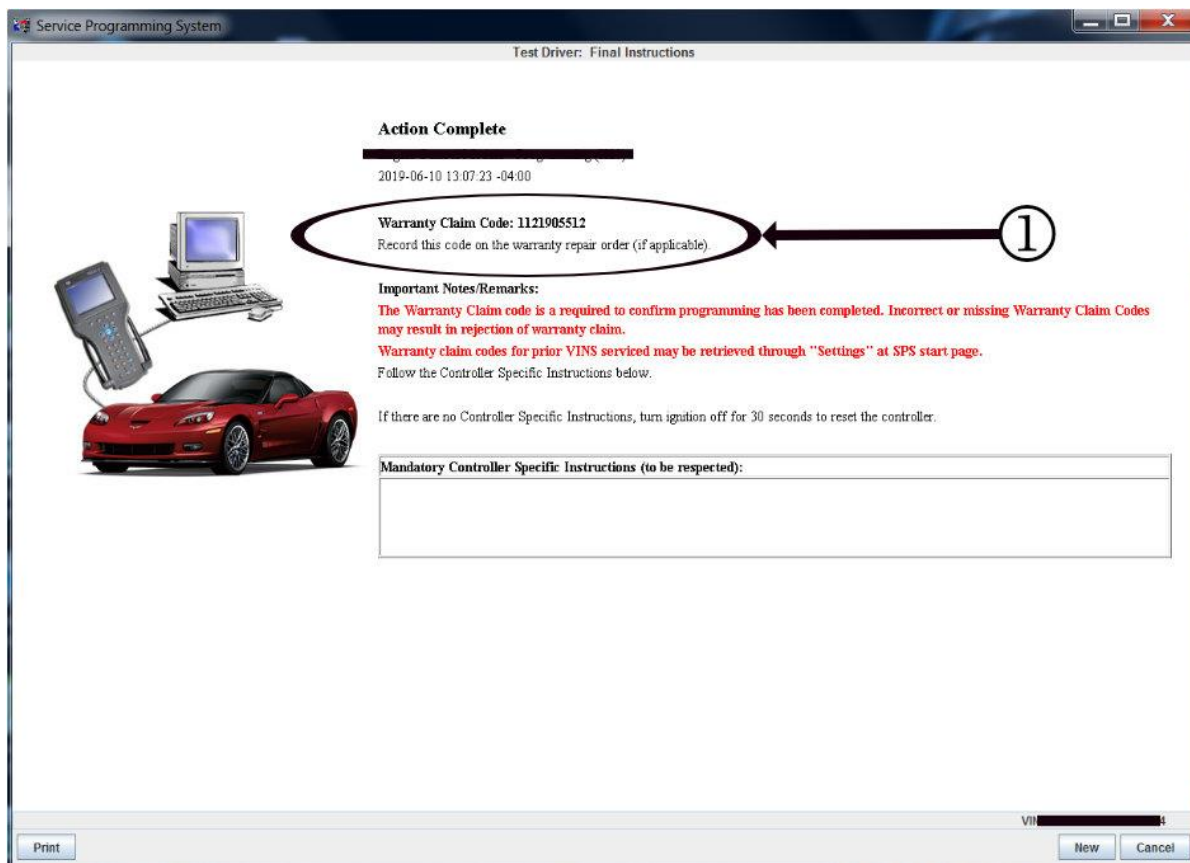 Service Programming System
Test Driver: Final Instructions
Action Complete
2019-06-10 13:07:23 -04:00
Warranty Claim Code: 1121905512
Record this code on the warranty repair order (if applicable).
1
Important Notes/Remarks:
The Warranty Claim code is a required to confirm programming has been completed. Incorrect or missing Warranty Claim Codes
may result in rejection of warranty claim.
Warranty claim codes for prior VINS serviced may be retrieved through "Settings" at SPS start page.
Follow the Controller Specific Instructions below.
If there are no Controller Specific Instructions, turn ignition off for 30 seconds to reset the controller.
Mandatory Controller Specific Instructions (to be respected):
4
Print
New
Cancel